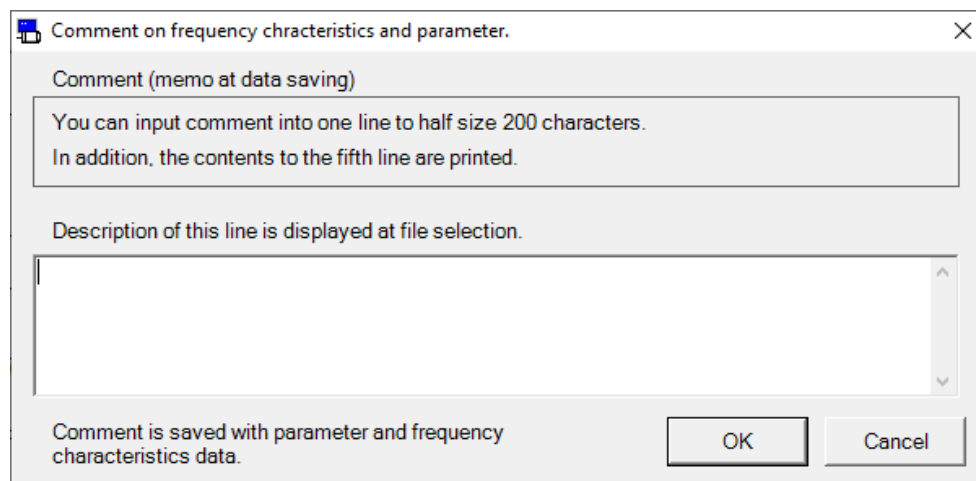 Comment on frequency chracteristics and parameter.
Comment (memo at data saving)
You can input comment into one line to half size 200 characters.
In addition, the contents to the fifth line are printed.
Description of this line is displayed at file selection.
Comment is saved with parameter and frequency
characteristics data.
OK
Cancel